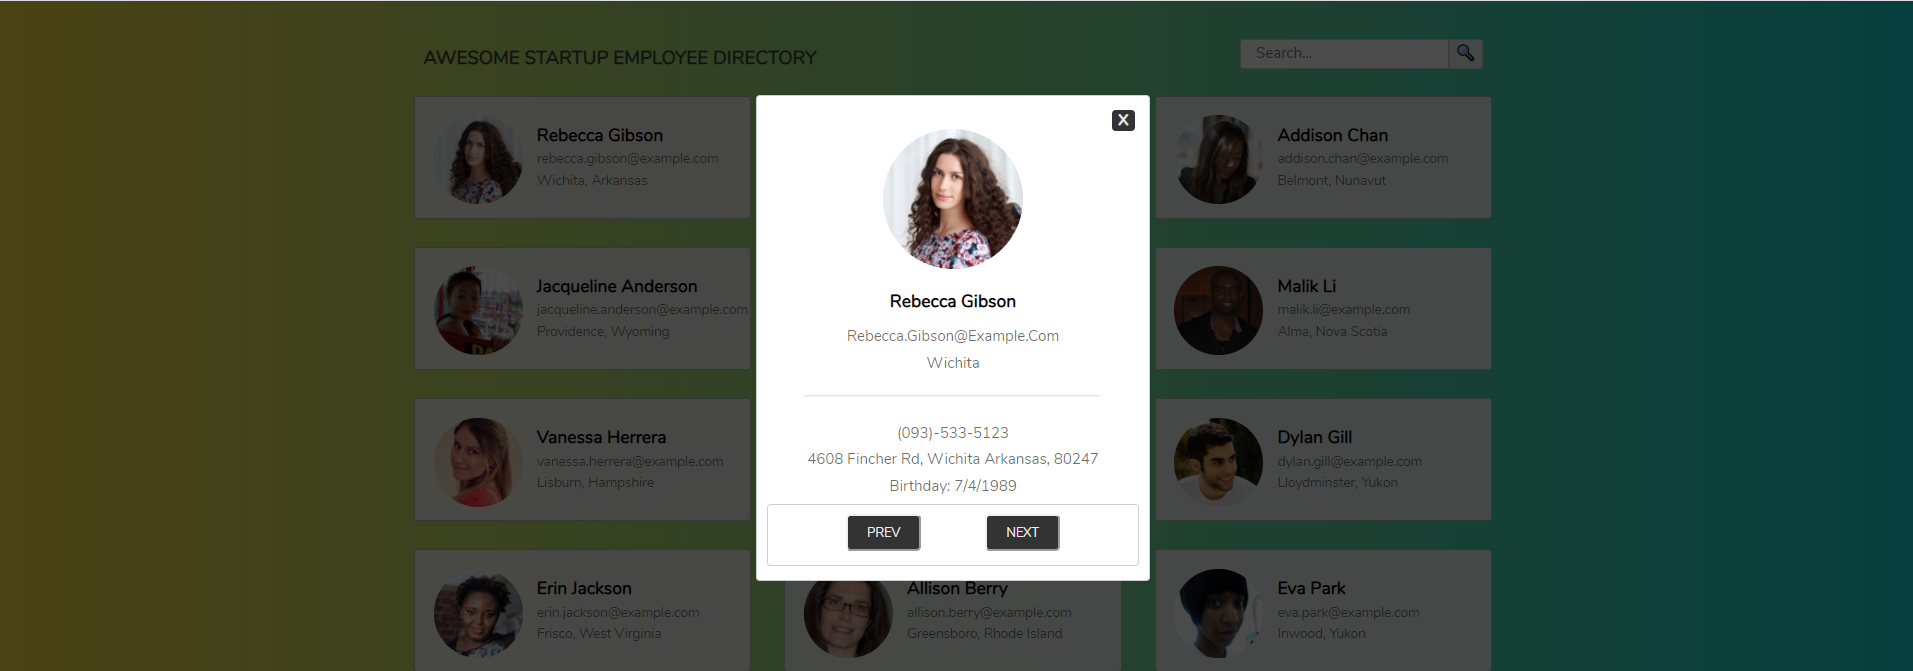 AWESOME STARTUP EMPLOYEE DIRECTORY
Search...
Rebecca Gibson
rebecca.gibson@example.com
Wichita, Arkansas
X
Rebecca Gibson
Rebecca.Gibson@Example.Com
Wichita
(093)-533-5123
4608 Fincher Rd, Wichita Arkansas, 80247
Birthday: 7/4/1989
PREV
NEXT
Addison Chan
addison.chan@example.com
Belmont, Nunavut
Jacqueline Anderson
jacqueline.anderson@example.com
Providence, Wyoming
Malik Li
malik.li@example.com
Alma, Nova Scotia
Vanessa Herrera
vanessa.herrera@example.com
Lisburn, Hampshire
Dylan Gill
dylan.gill@example.com
Lloydminster, Yukon
Erin Jackson
erin.jackson@example.com
Frisco, West Virginia
Allison Berry
allison.berry@example.com
Greensboro, Rhode Island
Eva Park
eva.park@example.com
Inwood, Yukon